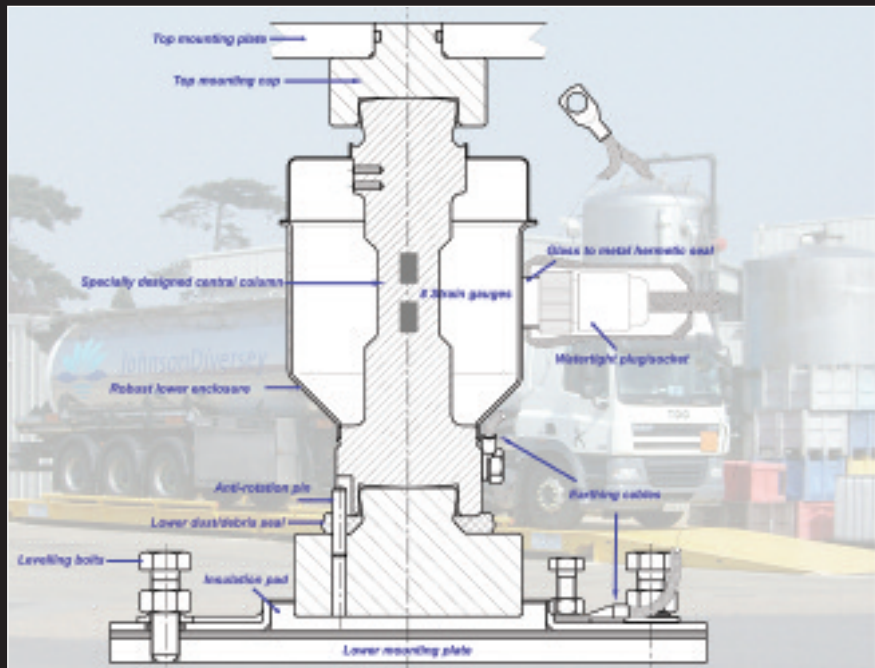 Top mounting plate
Top mounting cap
Glass to metal hermetic seal
Specially designed central column
8 Strain gauges
JohnsonDiversey
Watertight plug/socket
Robust lower enclosure
TDG
Anti-rotation pin
Earthing cables
Lower dust/debris seal
Levelling bolts
Insulation pad
Lower mounting plate